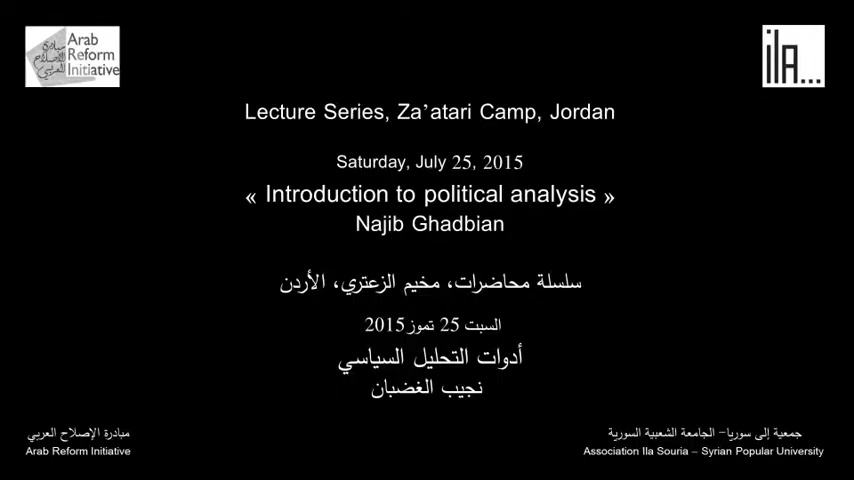 Arab
Reform
Initiative
مبادرة
الإصلاح
العربي
ila...
Lecture Series, Za’atari Camp, Jordan
Saturday, July 25, 2015
« Introduction to political analysis »
Najib Ghadbian
سلسلة محاضرات، مخيم الزعتري، الأردن
السبت 25 تموز2015
أدوات التحليل السياسي
نجيب الغضبان
مبادرة الإصلاح العربي
Arab Reform Initiative
جمعية إلى سوريا– الجامعة الشعبية السورية
Association Ila Souria – Syrian Popular University